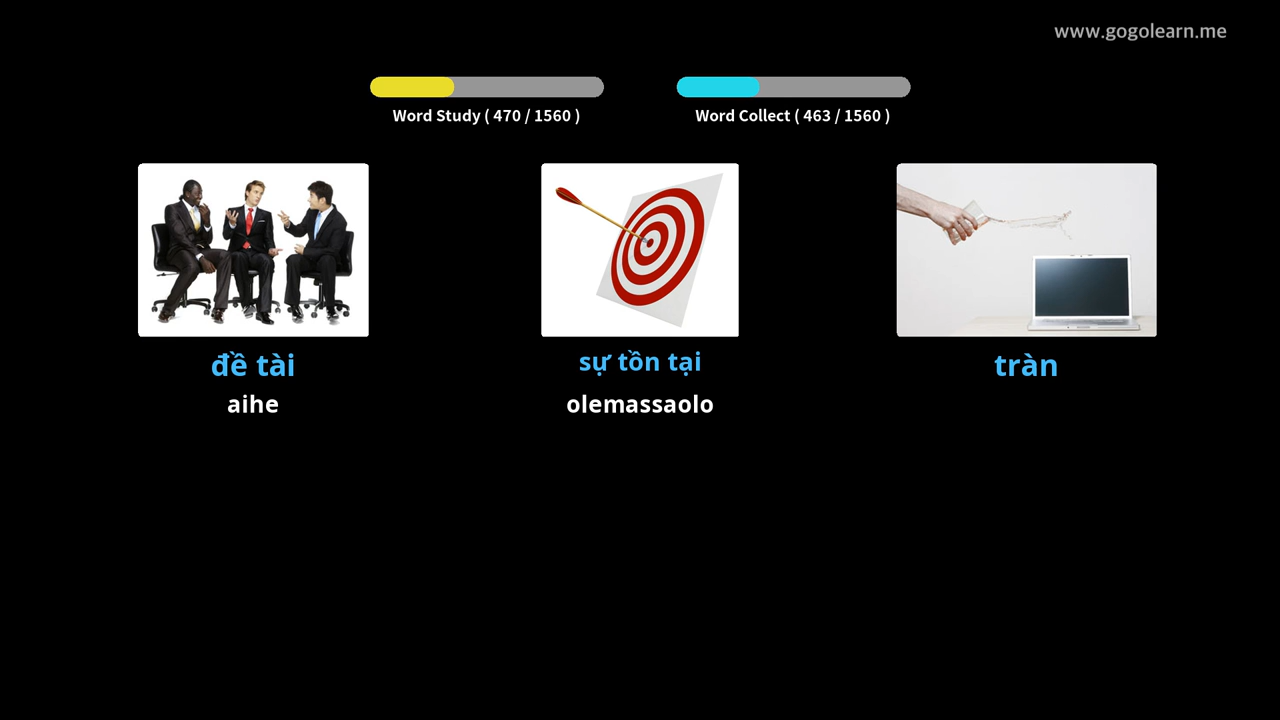 www.gogolearn.me
Word Study ( 470 / 1560 )
Word Collect ( 463 / 1560 )
đề tài
sự tồn tại
tràn
aihe
olemassaolo